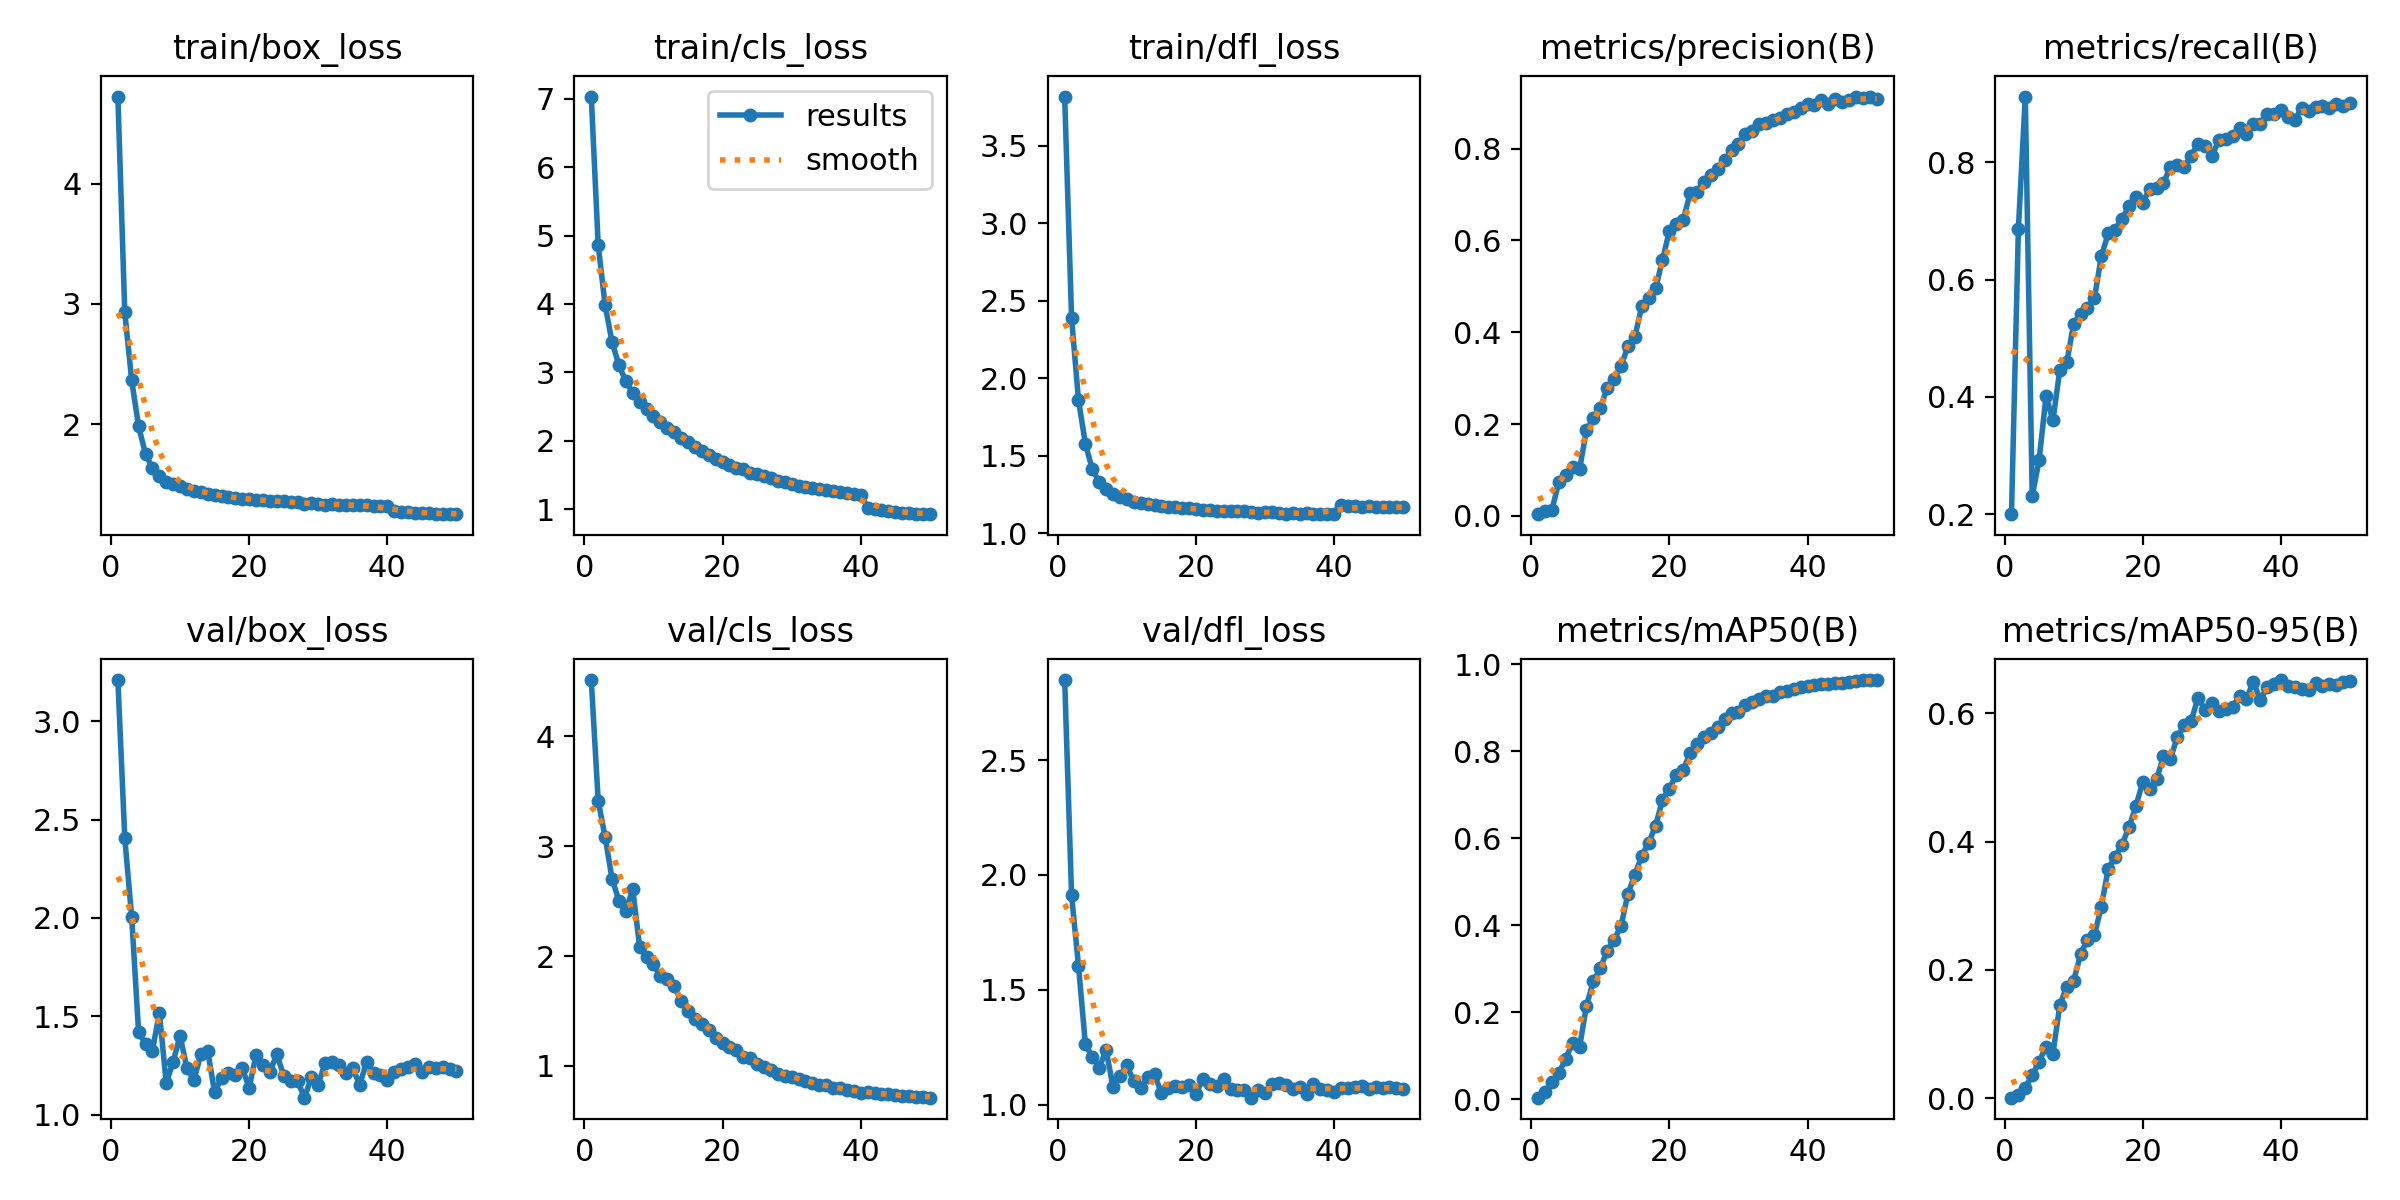 train/box_loss
4
3
2
0 20 40
train/cls_loss
7
6
5
4
3
2
1
results
smooth
0 20 40
train/dfl_loss
3.5
3.0
2.5
2.0
1.5
1.0
0 20 40
metrics/precision(B)
0.8
0.6
0.4
0.2
0.0
0 20 40
metrics/recall(B)
0.8
0.6
0.4
0.2
0 20 40
val/box_loss
3.0
2.5
2.0
1.5
1.0
0 20 40
val/cls_loss
4
3
2
1
0 20 40
val/dfl_loss
2.5
2.0
1.5
1.0
0 20 40
metrics/mAP50(B)
1.0
0.8
0.6
0.4
0.2
0.0
0 20 40
metrics/mAP50-95(B)
0.6
0.4
0.2
0.0
0 20 40